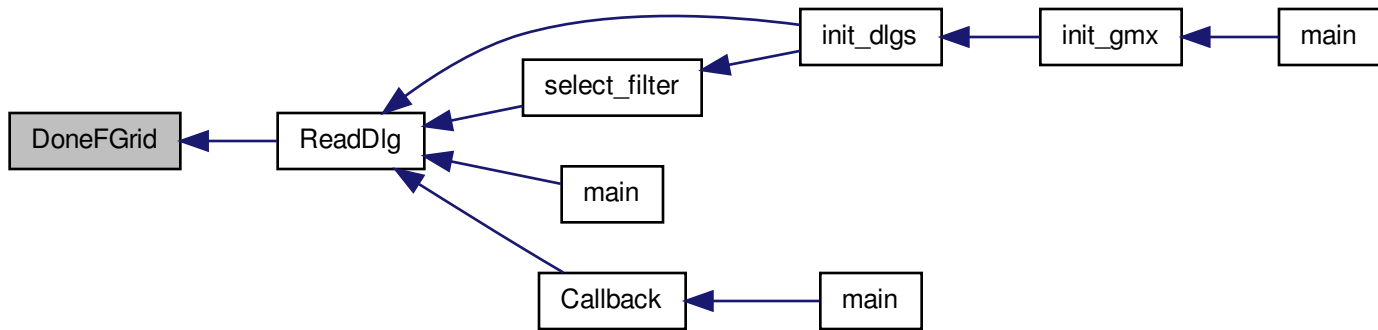 DoneFGrid
ReadDlg
init_dlgs
init_gmx
main
select_filter
main
Callback
main